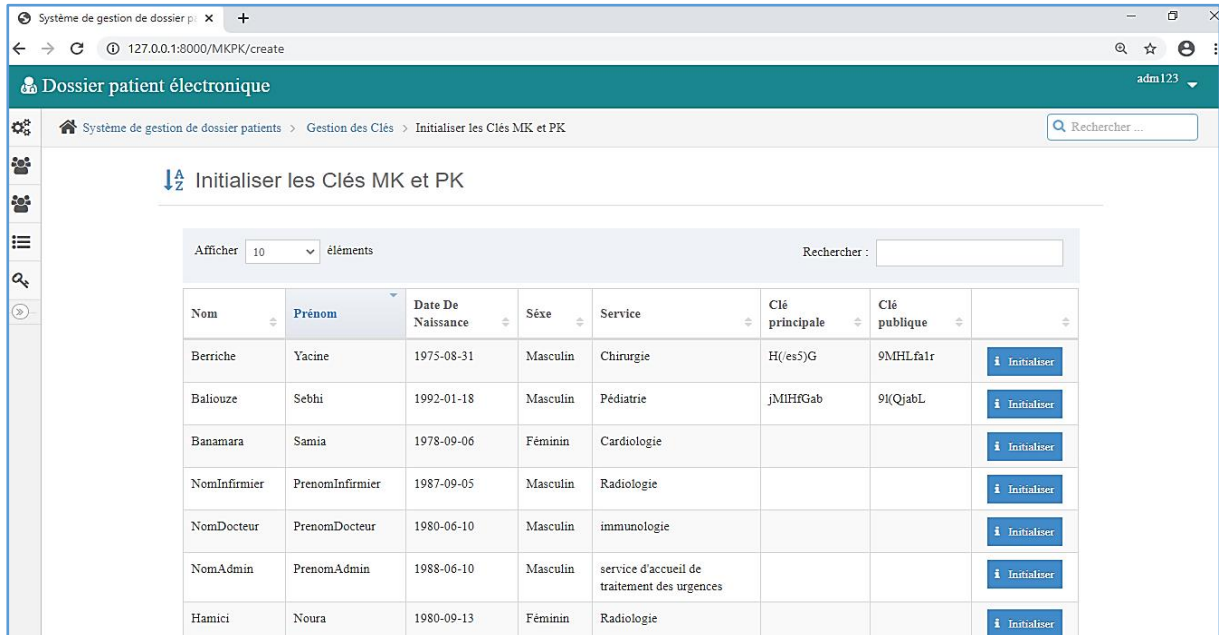 Système de gestion de dossier pa
127.0.0.1:8000/MKPK/create
Dossier patient électronique
adm123
Système de gestion de dossier patients > Gestion des Clés > Initialiser les Clés MK et PK
Rechercher ...
Initialiser les Clés MK et PK
Afficher 10 éléments
Rechercher :
Nom Prénom Date De Naissance Séxe Service Clé principale Clé publique
Berriche Yacine 1975-08-31 Masculin Chirurgie H(/es5)G 9MHLfa1r Initialiser
Baliouze Sebhi 1992-01-18 Masculin Pédiatrie jMlHfGab 9l(QjabL Initialiser
Banamara Samia 1978-09-06 Féminin Cardiologie Initialiser
NomInfirmier PrenomInfirmier 1987-09-05 Masculin Radiologie Initialiser
NomDocteur PrenomDocteur 1980-06-10 Masculin immunologie Initialiser
NomAdmin PrenomAdmin 1988-06-10 Masculin service d'accueil de traitement des urgences Initialiser
Hamici Noura 1980-09-13 Féminin Radiologie Initialiser